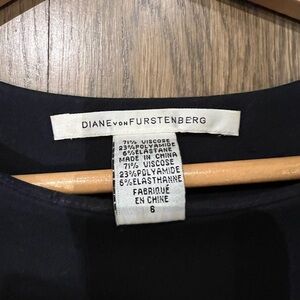 DIANE VON FURSTENBERG
71% VISCOSE
23%POLYAMIDE
6%ELASTANE
MADE IN CHINA
71% VISCOSE
23%POLYAMIDE
6%ELASTHANNE
FABRIQUÉ
EN CHINE
6